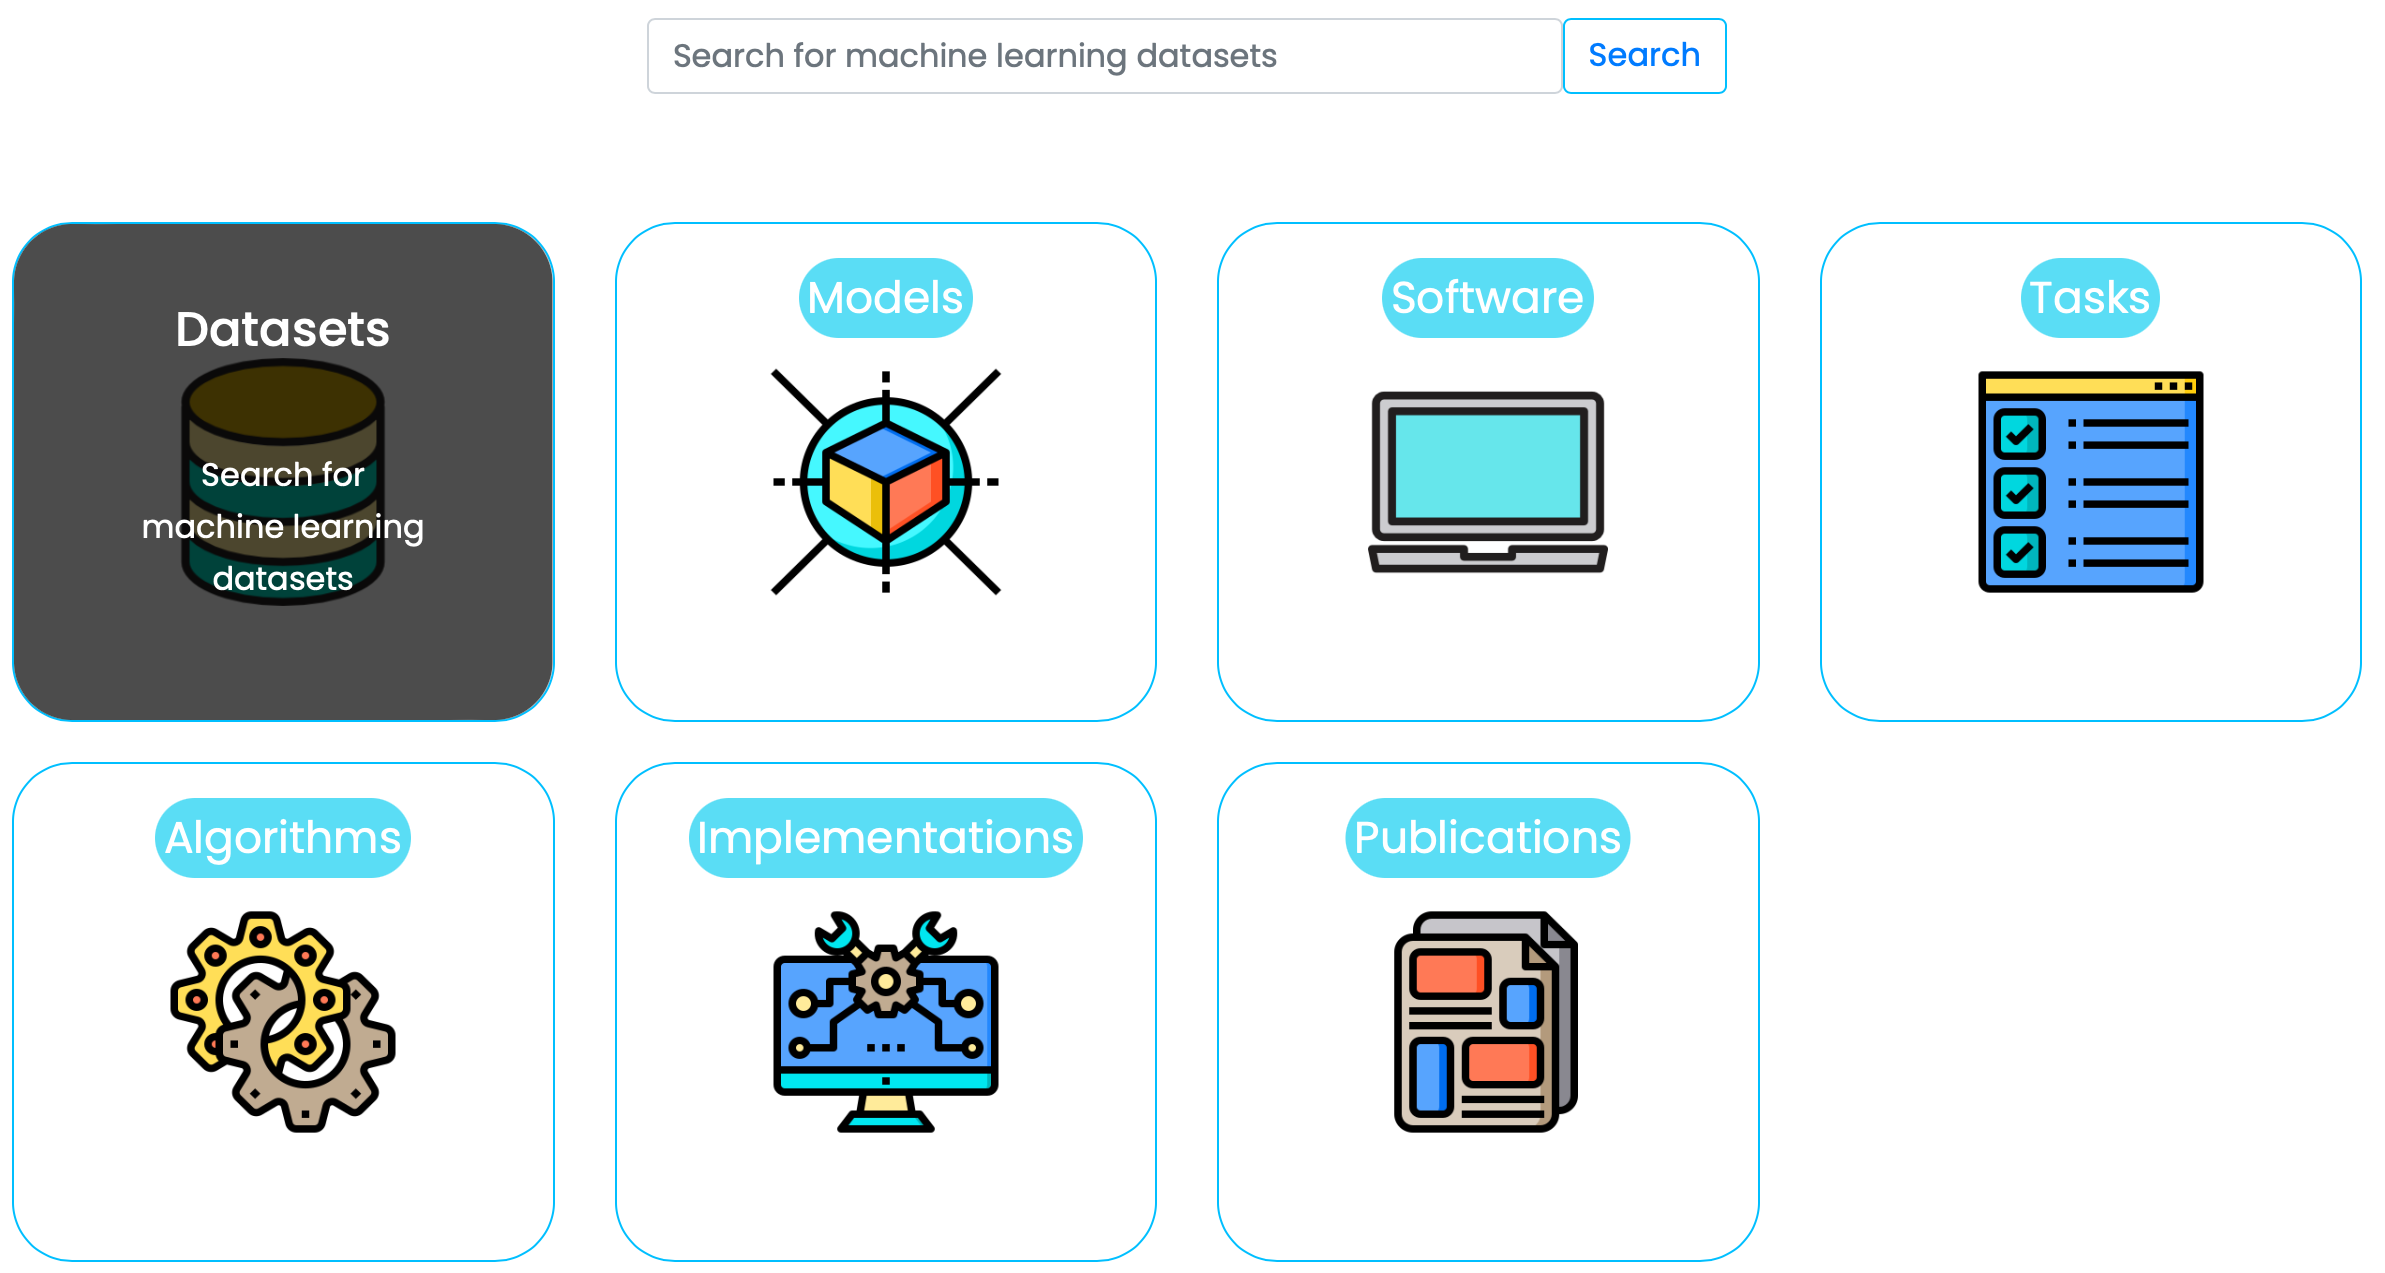 Search for machine learning datasets
Search
Datasets
Search for
machine learning
datasets
Models
Software
Tasks
Algorithms
Implementations
Publications